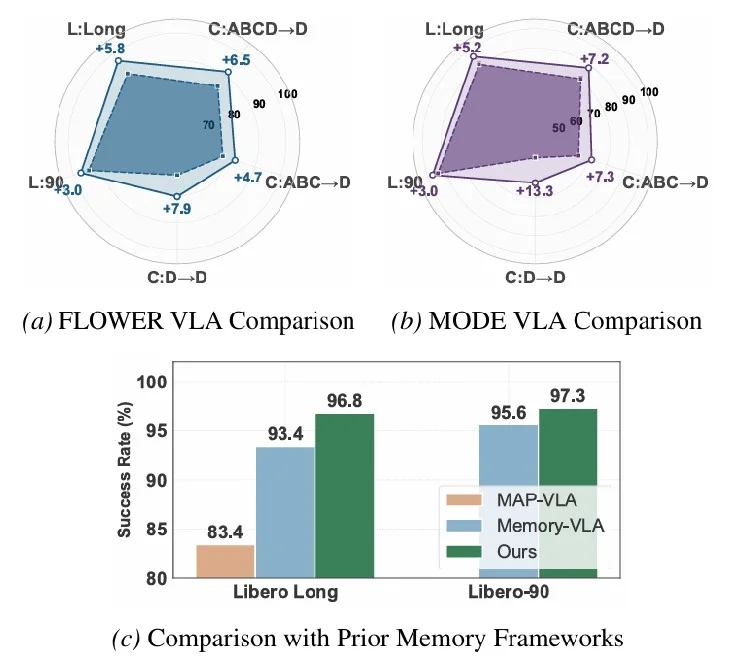 L:Long
C:ABCD→D
+5.8
+6.5
100
90
80
70
L:90
+3.0
+4.7
C:ABC→D
+7.9
C:D→D
(a) FLOWER VLA Comparison
L:Long
C:ABCD→D
+5.2
+7.2
100
90
80
70
60
50
L:90
+3.0
+7.3
C:ABC→D
+13.3
C:D→D
(b) MODE VLA Comparison
Success Rate (%)
100
95
90
85
80
83.4
93.4
96.8
95.6
97.3
MAP-VLA
Memory-VLA
Ours
Libero Long
Libero-90
(c) Comparison with Prior Memory Frameworks